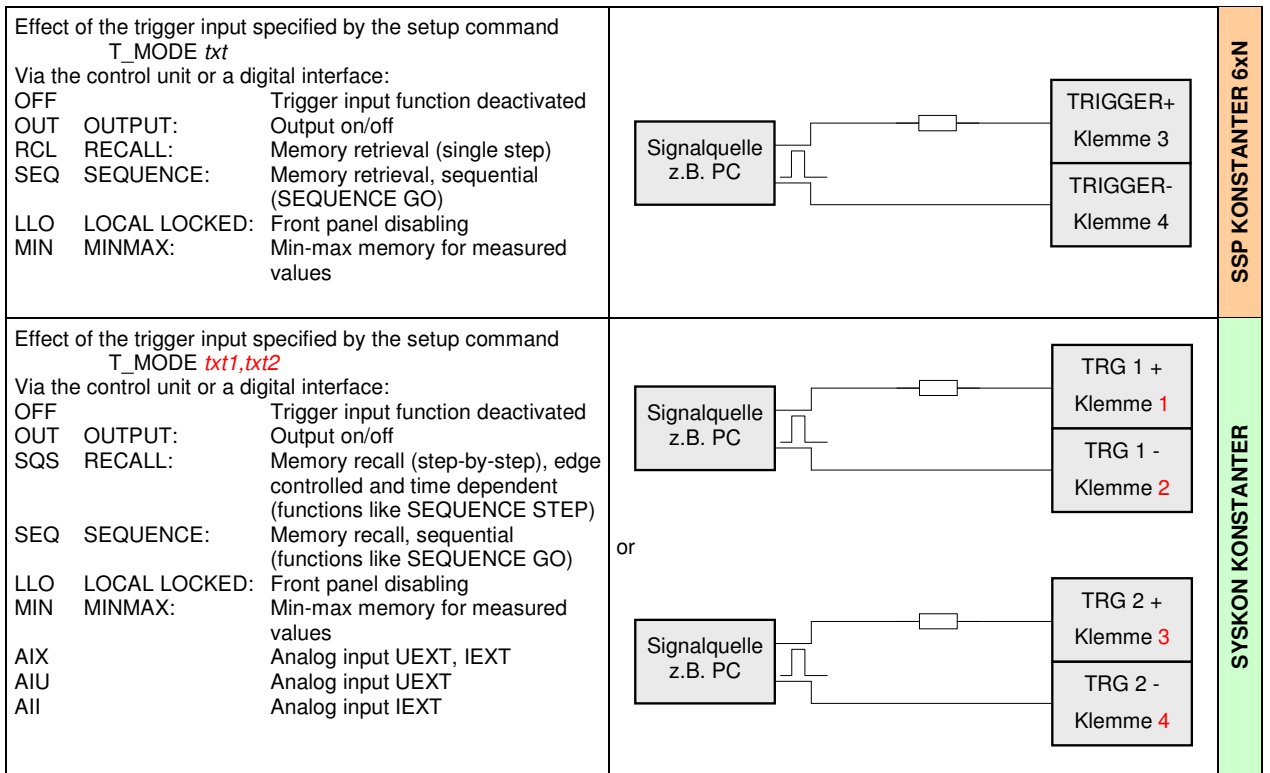 Effect of the trigger input specified by the setup command
T_MODE txt
Via the control unit or a digital interface:
OFF Trigger input function deactivated
OUT OUTPUT: Output on/off
RCL RECALL: Memory retrieval (single step)
SEQ SEQUENCE: Memory retrieval, sequential
(SEQUENCE GO)
LLO LOCAL LOCKED: Front panel disabling
MIN MINMAX: Min-max memory for measured
values
Signalquelle
z.B. PC
TRIGGER+
Klemme 3
TRIGGER-
Klemme 4
SSP KONSTANTER 6xN
Effect of the trigger input specified by the setup command
T_MODE txt1,txt2
Via the control unit or a digital interface:
OFF Trigger input function deactivated
OUT OUTPUT: Output on/off
SQS RECALL: Memory recall (step-by-step), edge
controlled and time dependent
(functions like SEQUENCE STEP)
SEQ SEQUENCE: Memory recall, sequential
(functions like SEQUENCE GO)
LLO LOCAL LOCKED: Front panel disabling
MIN MINMAX: Min-max memory for measured
values
AIX Analog input UEXT, IEXT
AIU Analog input UEXT
AII Analog input IEXT
Signalquelle
z.B. PC
TRG 1 +
Klemme 1
TRG 1 -
Klemme 2
or
Signalquelle
z.B. PC
TRG 2 +
Klemme 3
TRG 2 -
Klemme 4
SYSKON KONSTANTER